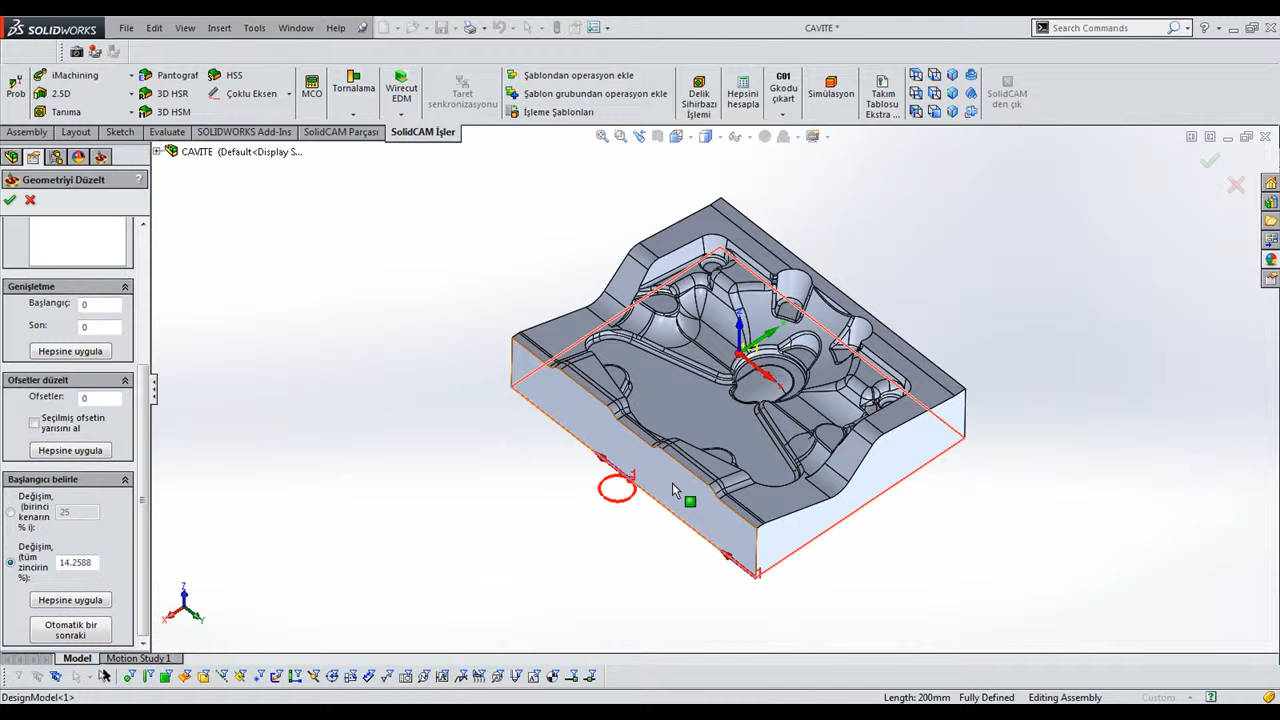 SOLIDWORKS File Edit View Insert Tools Window Help CAVITE * Search Commands
iMachining Pantograf HSS
Prob 2.5D 3D HSR Çoklu Eksen MCO Tornalama Wirecut EDM Taret senkronizasyonu
Tanıma 3D HSM
Şablondan operasyon ekle
Şablon grubundan operasyon ekle
İşleme Şablonları
Delik Sihirbazı İşlemi
Hepsini hesapla
G01
Gkodu çıkart
Simülasyon
Takım Tablosu Ekstra ...
SolidCAM den çık
Assembly Layout Sketch Evaluate SOLIDWORKS Add-Ins SolidCAM Parçası SolidCAM İşler
CAVITE (Default<Display S...
Geometriyi Düzelt ?
Genişletme
Başlangıç: 0
Son: 0
Hepsine uygula
Ofsetler düzelt
Ofsetler: 0
Seçilmiş ofsetin
yarısını al
Hepsine uygula
Başlangıcı belirle
Değişim,
(birinci
kenarın 25
% i):
Değişim,
(tüm 14.2588
zincirin
%):
Hepsine uygula
Otomatik bir
sonraki
Z
X Y
Model Motion Study 1
DesignModel<1> Length: 200mm Fully Defined Editing Assembly Custom